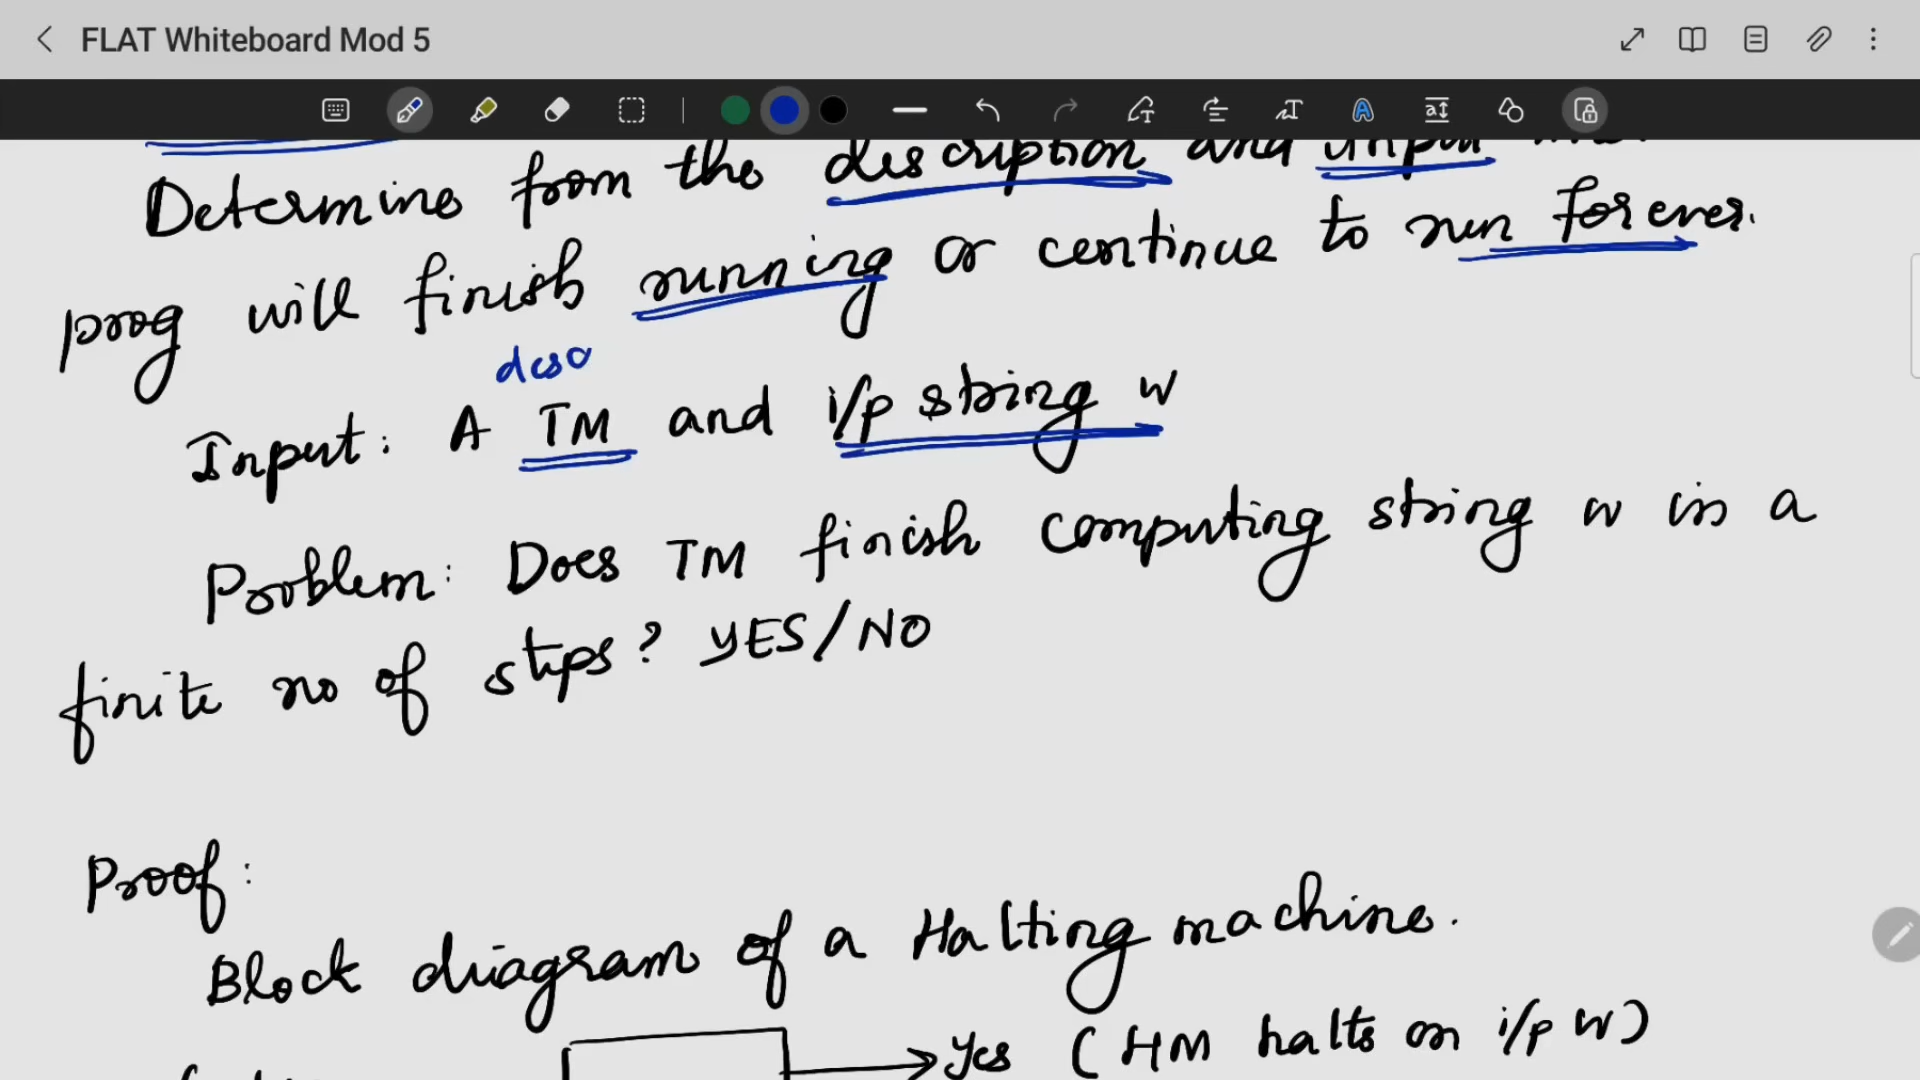 FLAT Whiteboard Mod 5
Determine from the description and input
prog will finish running or continue to run forever.
desc
Input: A TM and i/p string w
Problem: Does TM finish computing string w in a
finite no of steps? YES/NO
Proof:
Block diagram of a Halting machine.
Yes (HM halts on i/p w)